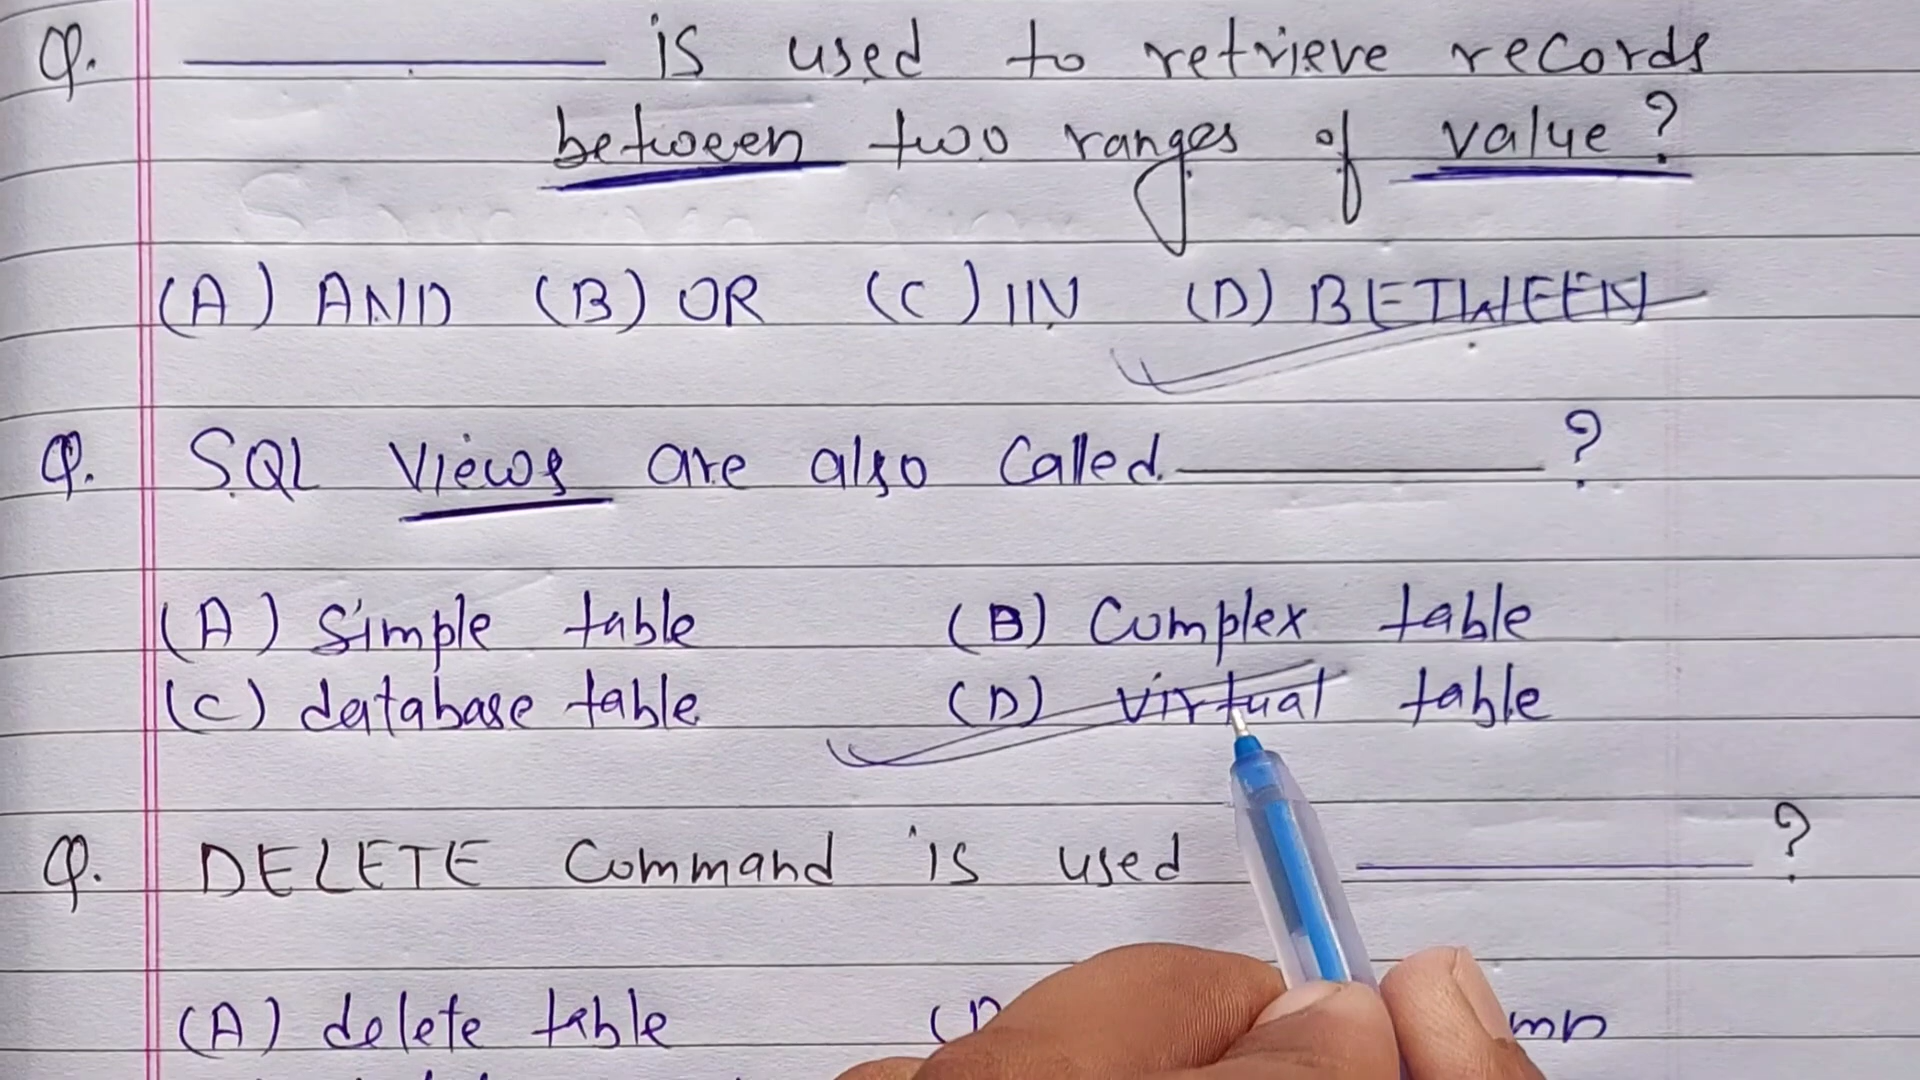 Q. ________ is used to retrieve records
between two ranges of value?
(A) AND (B) OR (C) IN (D) BETWEEN
Q. SQL Views are also Called ________ ?
(A) Simple table (B) Complex table
(C) database table (D) virtual table
Q. DELETE Command is used ________ ?
(A) delete table